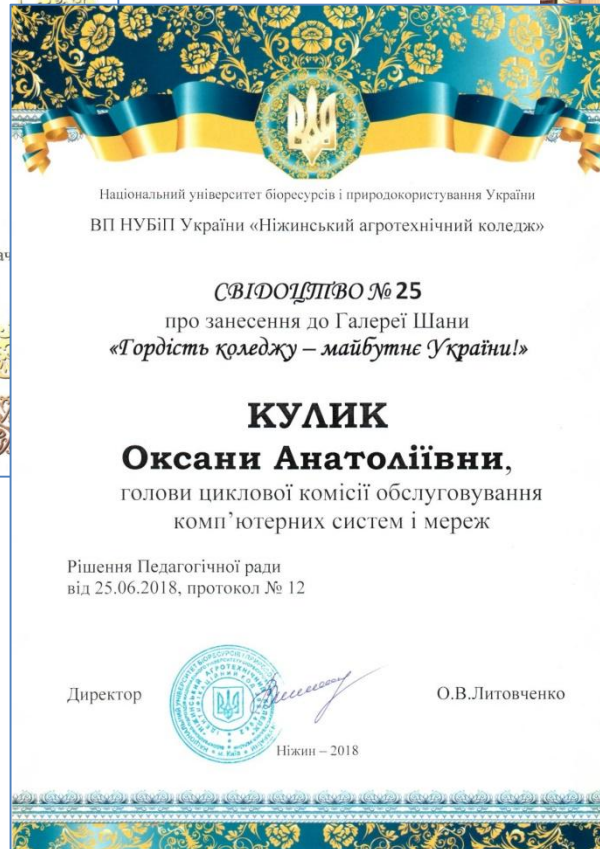 Національний університет біоресурсів і природокористування України
ВП НУБіП України «Ніжинський агротехнічний коледж»
СВІДОЦТВО № 25
про занесення до Галереї Шани
«Гордість коледжу – майбутнє України!»
КУЛИК
Оксани Анатоліївни,
голови циклової комісії обслуговування
комп’ютерних систем і мереж
Рішення Педагогічної ради
від 25.06.2018, протокол № 12
Директор
О.В.Литовченко
Ніжин – 2018